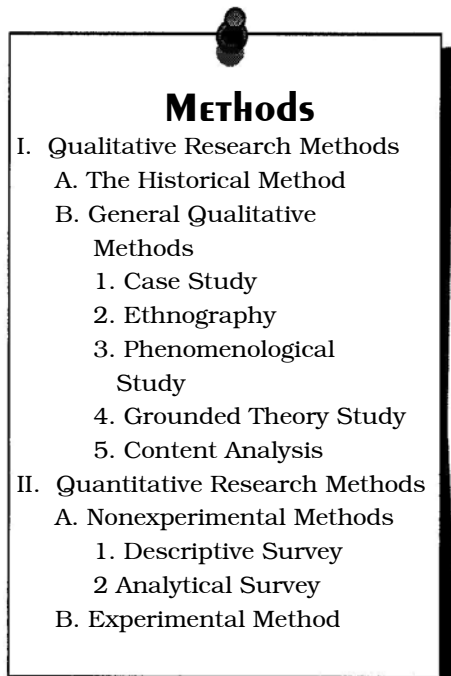 Methods
I. Qualitative Research Methods
A. The Historical Method
B. General Qualitative
Methods
1. Case Study
2. Ethnography
3. Phenomenological
Study
4. Grounded Theory Study
5. Content Analysis
II. Quantitative Research Methods
A. Nonexperimental Methods
1. Descriptive Survey
2 Analytical Survey
B. Experimental Method